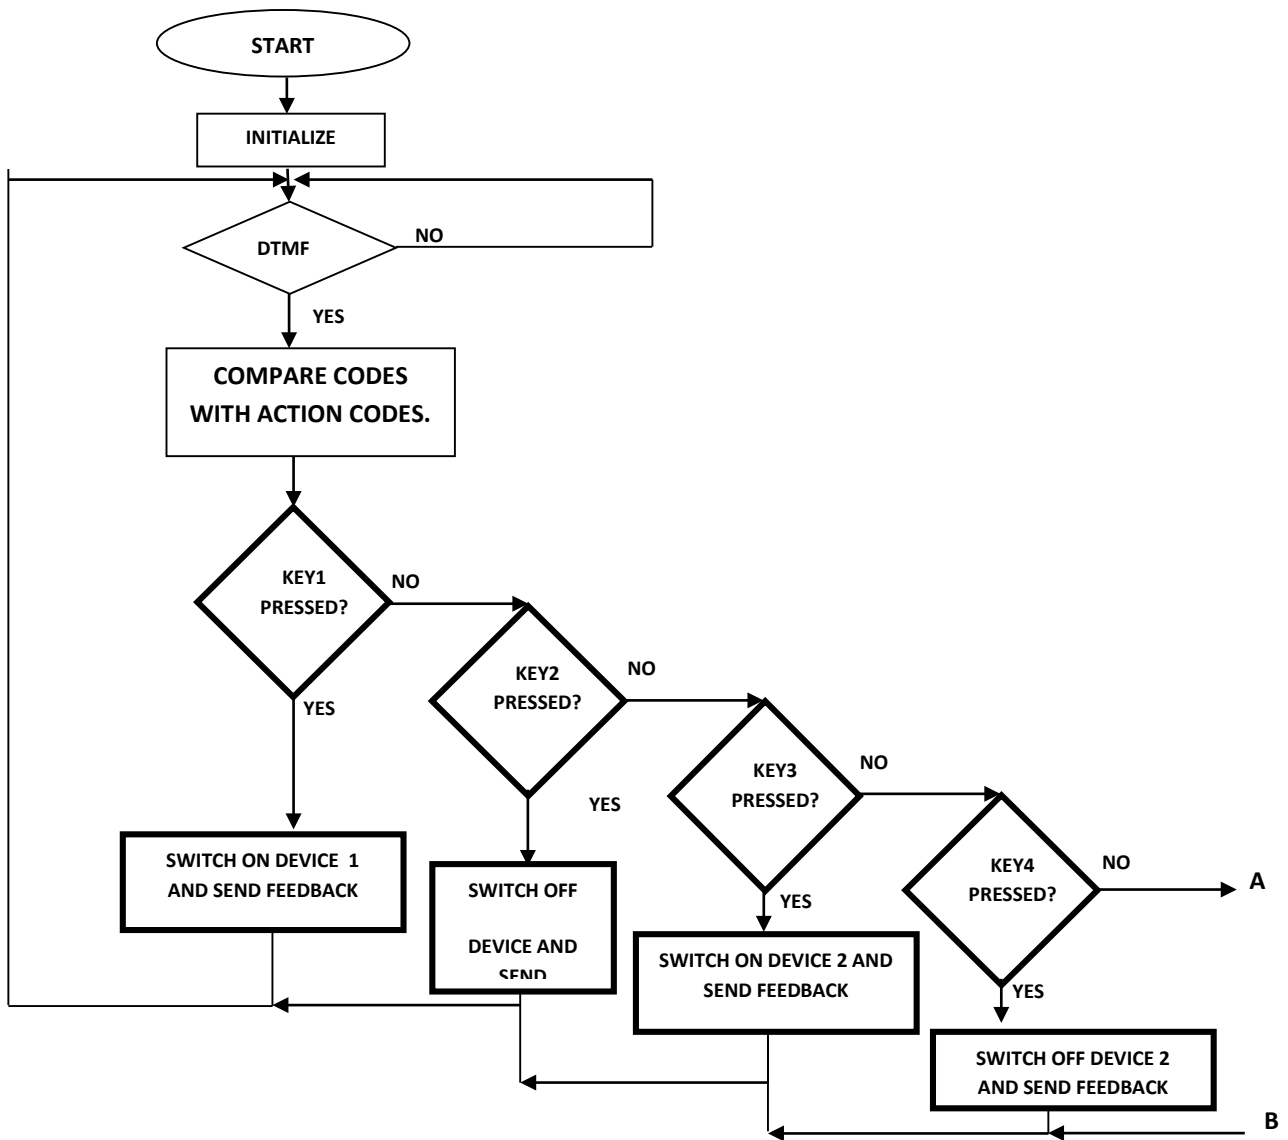 START
INITIALIZE
DTMF
NO
YES
COMPARE CODES
WITH ACTION CODES.
KEY1
PRESSED?
NO
YES
KEY2
PRESSED?
NO
YES
KEY3
PRESSED?
NO
YES
KEY4
PRESSED?
NO
A
YES
SWITCH ON DEVICE 1
AND SEND FEEDBACK
SWITCH OFF
DEVICE AND
SEND
SWITCH ON DEVICE 2 AND
SEND FEEDBACK
SWITCH OFF DEVICE 2
AND SEND FEEDBACK
B